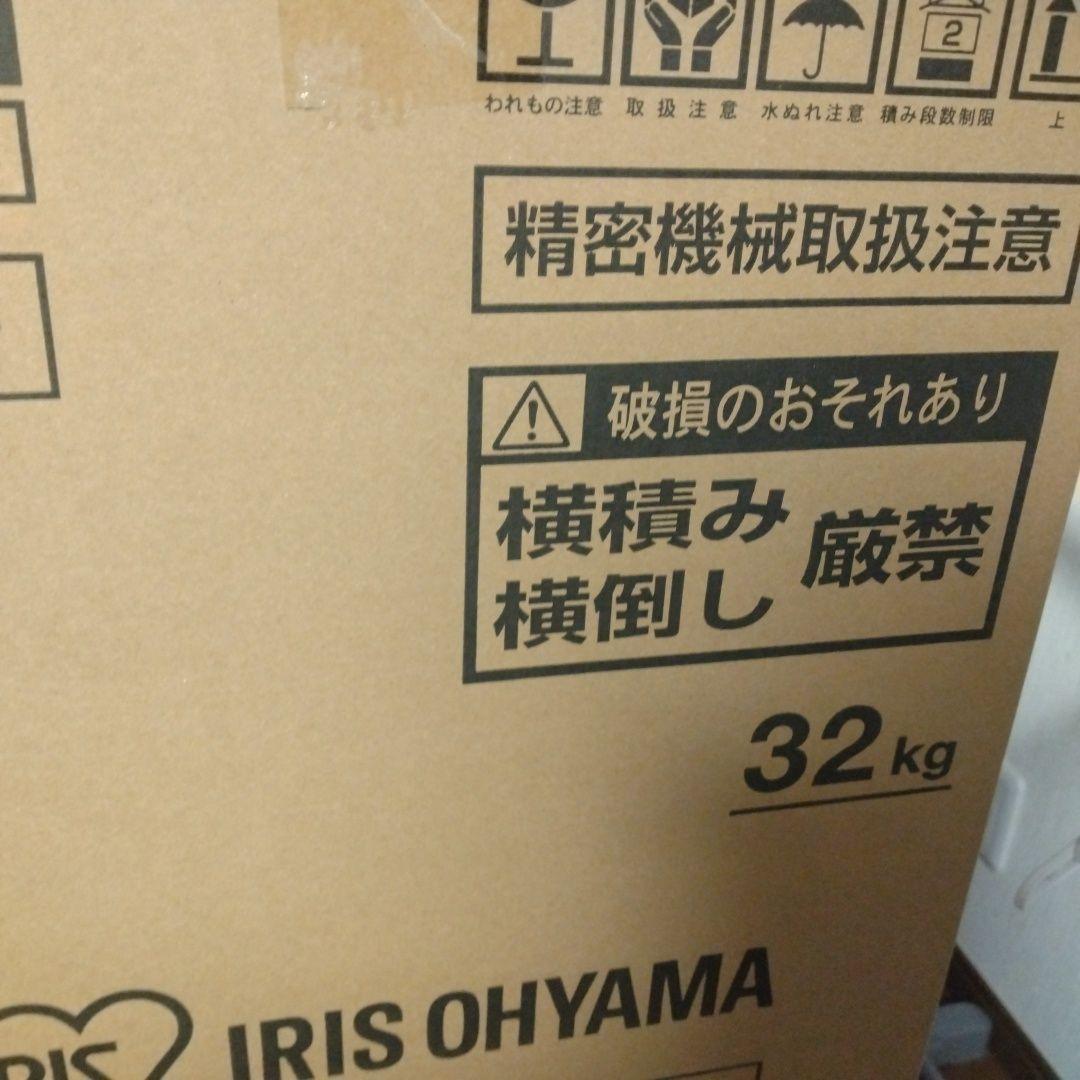 2
われもの注意 取扱注意 水ぬれ注意 積み段数制限 上
精密機械取扱注意
破損のおそれあり
横積み
横倒し
厳禁
32kg
IRIS OHYAMA